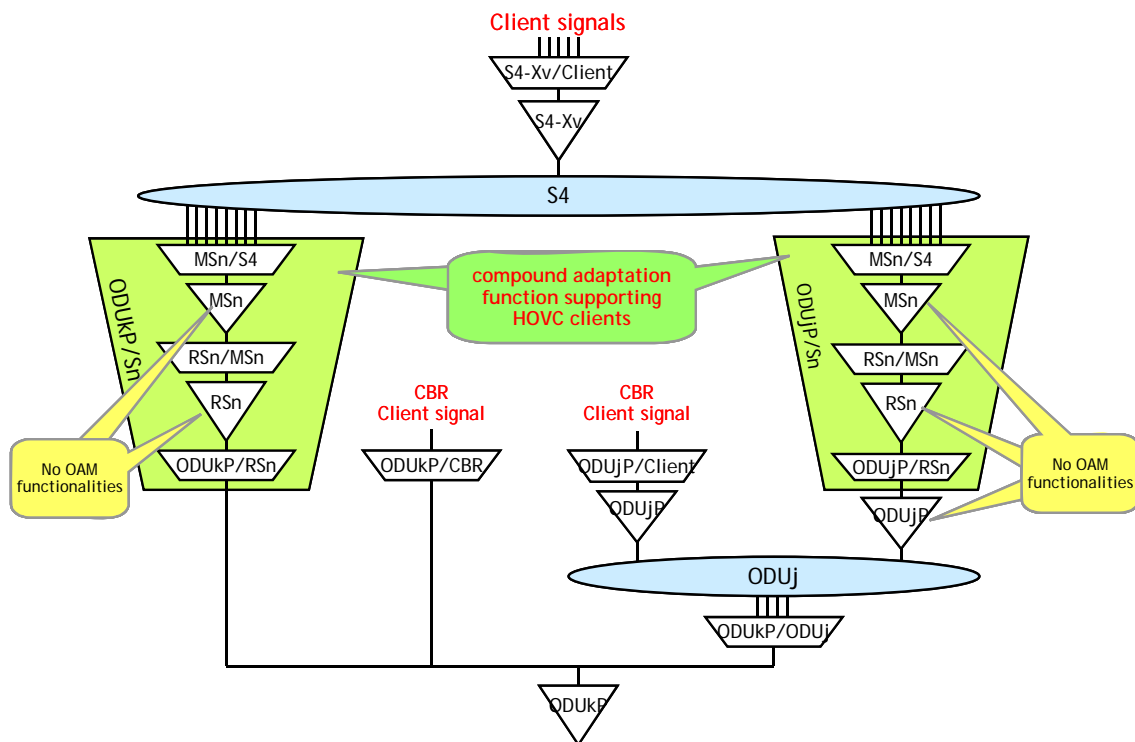 Client signals
S4-Xv/Client
S4-Xv
S4
MSn/S4
MSn
RSn/MSn
RSn
ODUkP/RSn
ODUkP/Sn
compound adaptation
function supporting
HOVC clients
MSn/S4
MSn
RSn/MSn
RSn
ODUjP/RSn
ODUjP/Sn
ODUjP
No OAM
functionalities
CBR
Client signal
ODUkP/CBR
CBR
Client signal
ODUjP/Client
ODUjP
No OAM
functionalities
ODUj
ODUkP/ODUj
ODUkP